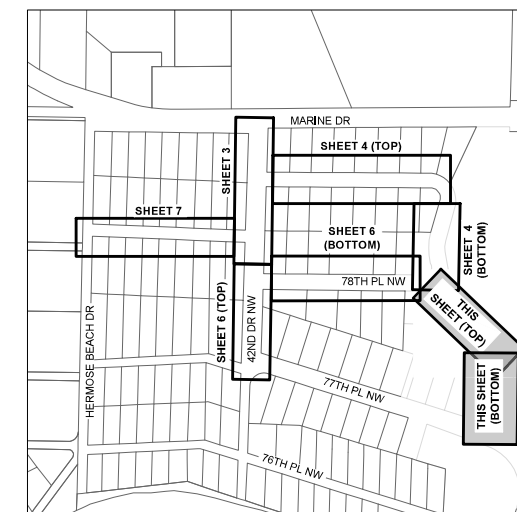 MARINE DR
SHEET 4 (TOP)
SHEET 3
SHEET 7
SHEET 6
(BOTTOM)
SHEET 4
(BOTTOM)
78TH PL NW
THIS
SHEET (TOP)
SHEET 6 (TOP)
42ND DR NW
HERMOSE BEACH DR
77TH PL NW
THIS SHEET
(BOTTOM)
76TH PL NW